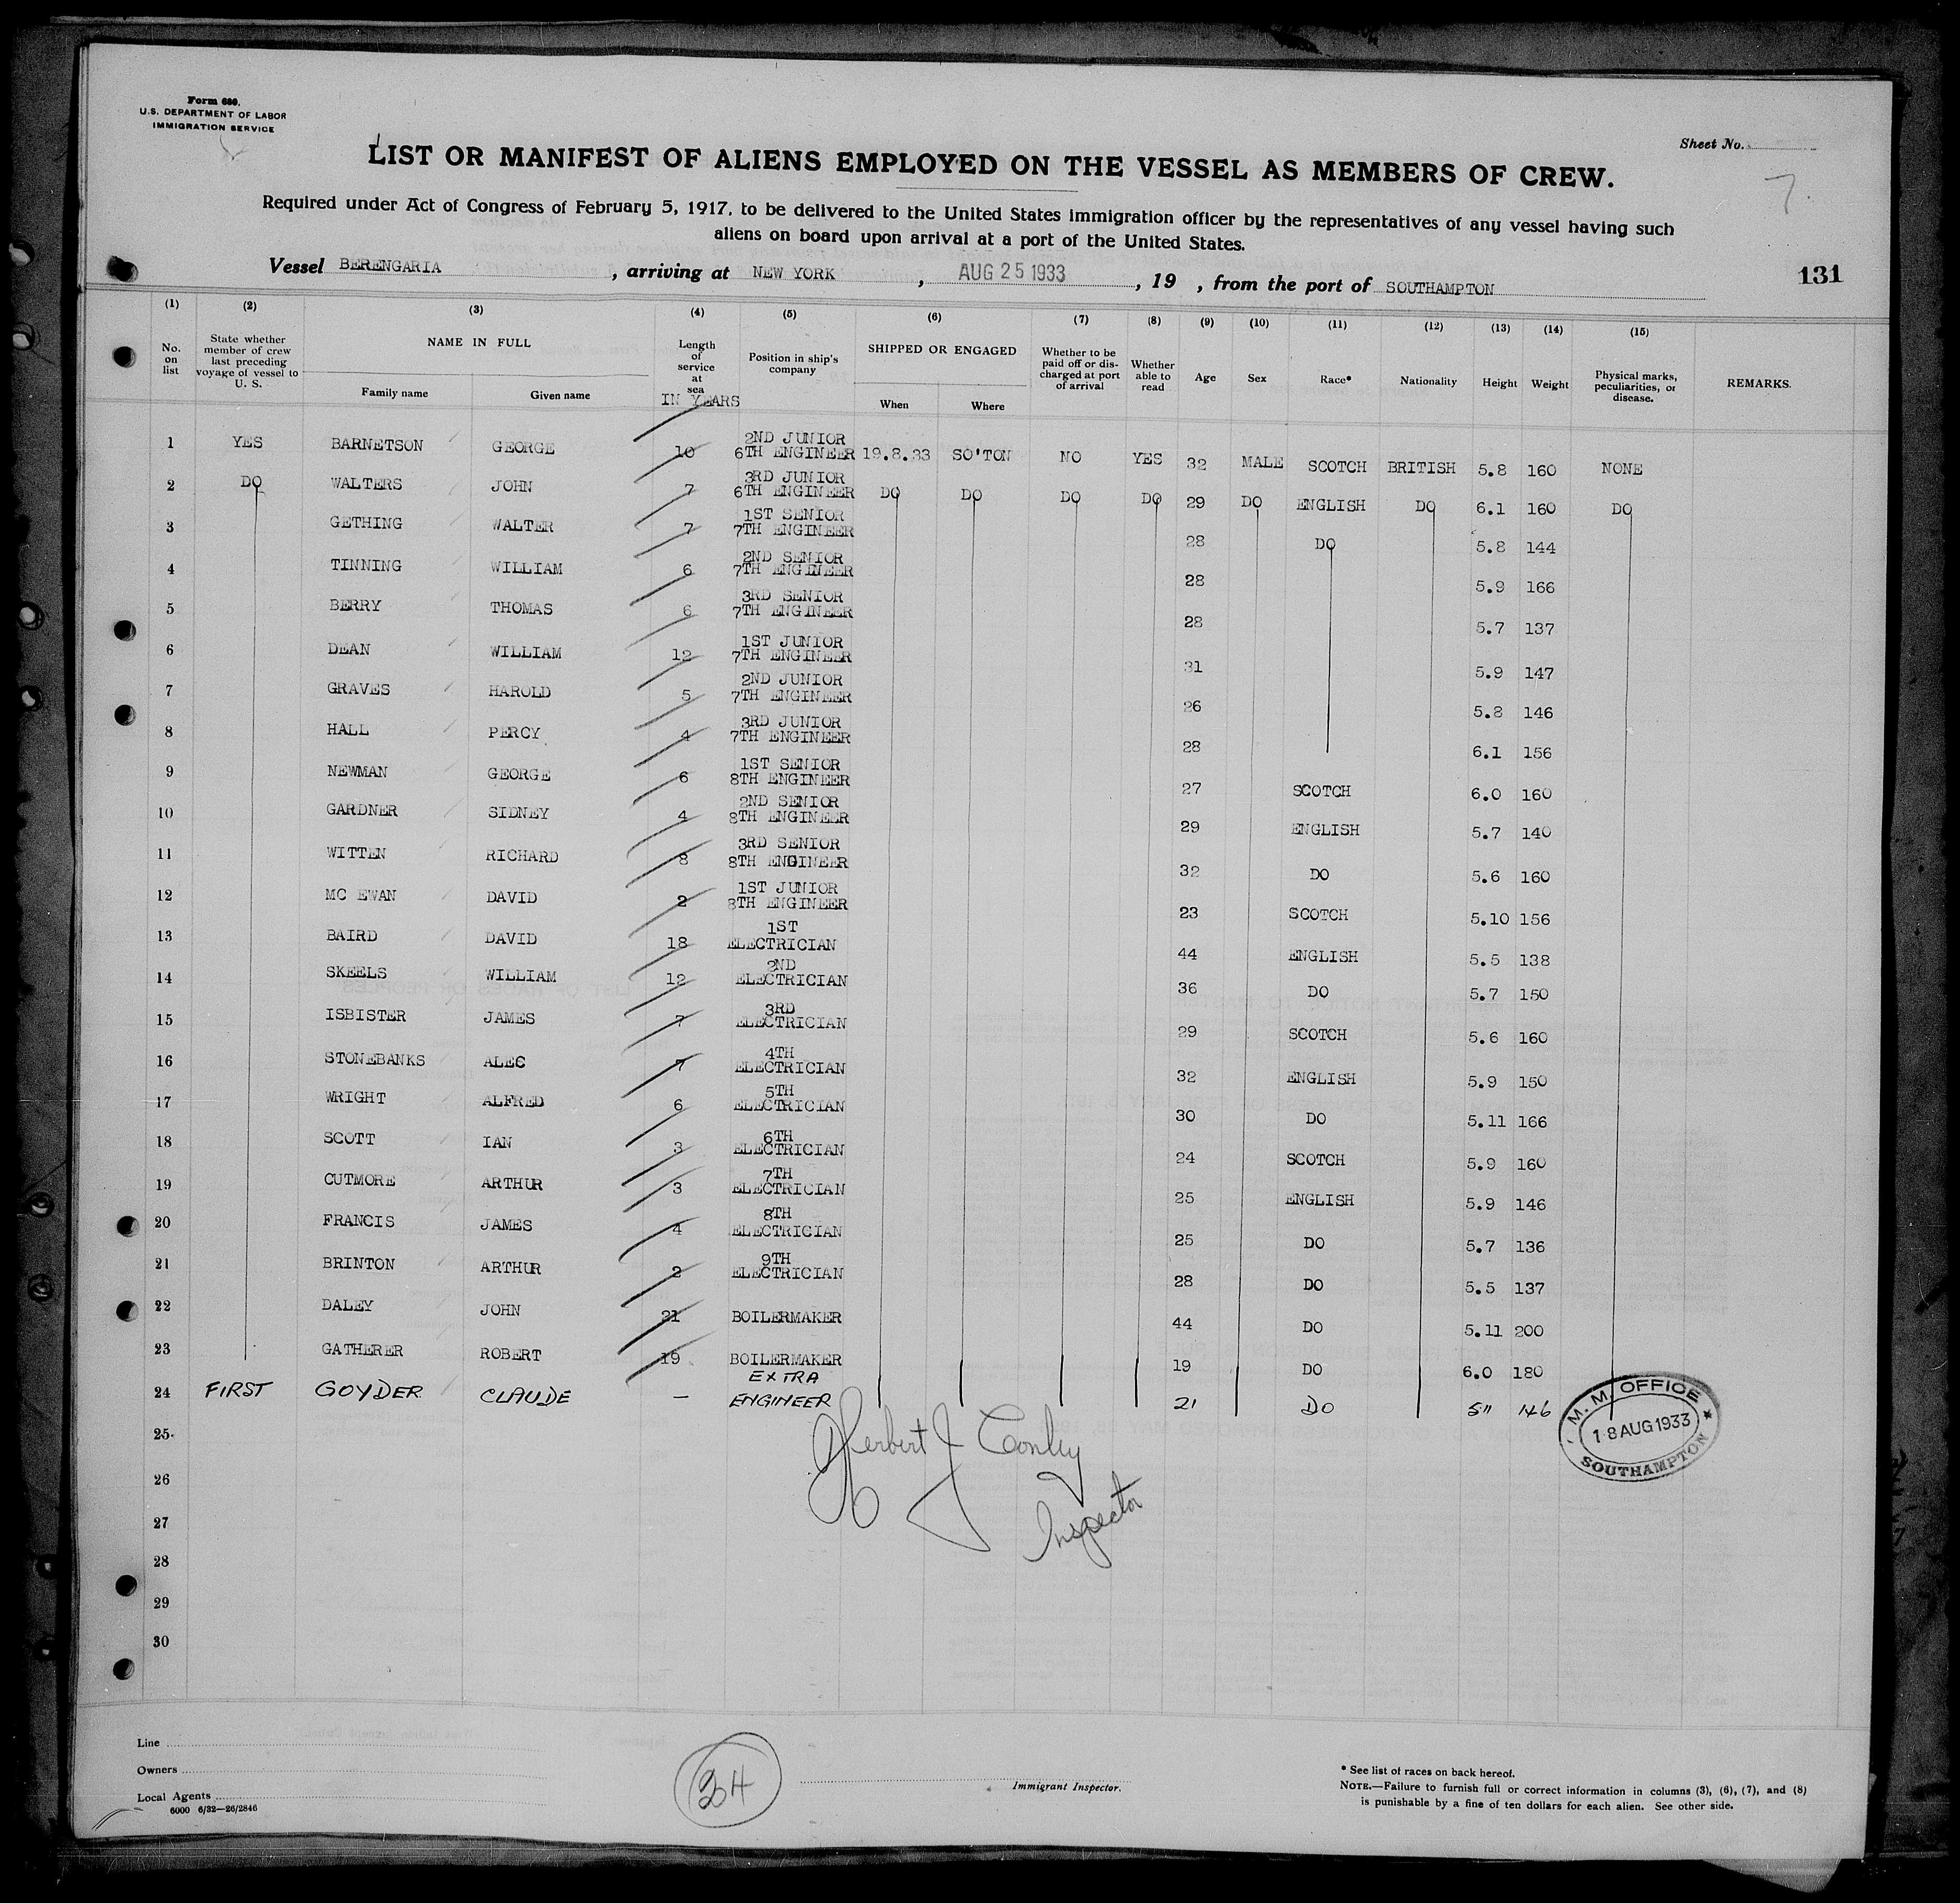 Form 680.
U.S. DEPARTMENT OF LABOR
IMMIGRATION SERVICE
Sheet No.
7.
LIST OR MANIFEST OF ALIENS EMPLOYED ON THE VESSEL AS MEMBERS OF CREW.
Required under Act of Congress of February 5, 1917, to be delivered to the United States immigration officer by the representatives of any vessel having such
aliens on board upon arrival at a port of the United States.
Vessel BERENGARIA , arriving at NEW YORK , AUG 25 1933 , 19 , from the port of SOUTHAMPTON
131
(1) (2) (3) (4) (5) (6) (7) (8) (9) (10) (11) (12) (13) (14) (15)
No. on list State whether member of crew last preceding voyage of vessel to U. S. NAME IN FULL Family name Given name Length of service at sea IN YEARS Position in ship's company SHIPPED OR ENGAGED When Where Whether to be paid off or discharged at port of arrival Whether able to read Age Sex Race* Nationality Height Weight Physical marks, peculiarities, or disease. REMARKS.
1 YES BARNETSON GEORGE 10 2ND JUNIOR 6TH ENGINEER 19.8.33 SO'TON NO YES 32 MALE SCOTCH BRITISH 5.8 160 NONE
2 DO WALTERS JOHN 7 3RD JUNIOR 6TH ENGINEER DO DO DO DO 29 DO ENGLISH DO 6.1 160 DO
3 GETHING WALTER 7 1ST SENIOR 7TH ENGINEER 28 DO 5.8 144
4 TINNING WILLIAM 6 2ND SENIOR 7TH ENGINEER 28 5.9 166
5 BERRY THOMAS 6 3RD SENIOR 7TH ENGINEER 28 5.7 137
6 DEAN WILLIAM 12 1ST JUNIOR 7TH ENGINEER 31 5.9 147
7 GRAVES HAROLD 5 2ND JUNIOR 7TH ENGINEER 26 5.8 146
8 HALL PERCY 4 3RD JUNIOR 7TH ENGINEER 28 6.1 156
9 NEWMAN GEORGE 6 1ST SENIOR 8TH ENGINEER 27 SCOTCH 6.0 160
10 GARDNER SIDNEY 4 2ND SENIOR 8TH ENGINEER 29 ENGLISH 5.7 140
11 WITTEN RICHARD 8 3RD SENIOR 8TH ENGINEER 32 DO 5.6 160
12 MC EWAN DAVID 2 1ST JUNIOR 8TH ENGINEER 23 SCOTCH 5.10 156
13 BAIRD DAVID 18 1ST ELECTRICIAN 44 ENGLISH 5.5 138
14 SKEELS WILLIAM 12 2ND ELECTRICIAN 36 DO 5.7 150
15 ISBISTER JAMES 7 3RD ELECTRICIAN 29 SCOTCH 5.6 160
16 STONEBANKS ALEC 7 4TH ELECTRICIAN 32 ENGLISH 5.9 150
17 WRIGHT ALFRED 6 5TH ELECTRICIAN 30 DO 5.11 166
18 SCOTT IAN 3 6TH ELECTRICIAN 24 SCOTCH 5.9 160
19 CUTMORE ARTHUR 3 7TH ELECTRICIAN 25 ENGLISH 5.9 146
20 FRANCIS JAMES 4 8TH ELECTRICIAN 25 DO 5.7 136
21 BRINTON ARTHUR 2 9TH ELECTRICIAN 28 DO 5.5 137
22 DALEY JOHN 21 BOILERMAKER 44 DO 5.11 200
23 GATHERER ROBERT 19 BOILERMAKER 19 DO 6.0 180
24 FIRST GOYDER CLAUDE — EXTRA ENGINEER 21 DO 5" 146
M. M. OFFICE
18 AUG 1933
SOUTHAMPTON
25
26
27
28
29
30
Herbert J Conley
Inspector
Line
Owners
Local Agents
6000 6/32—26/2846
24
Immigrant Inspector.
* See list of races on back hereof.
NOTE.—Failure to furnish full or correct information in columns (3), (6), (7), and (8)
is punishable by a fine of ten dollars for each alien. See other side.